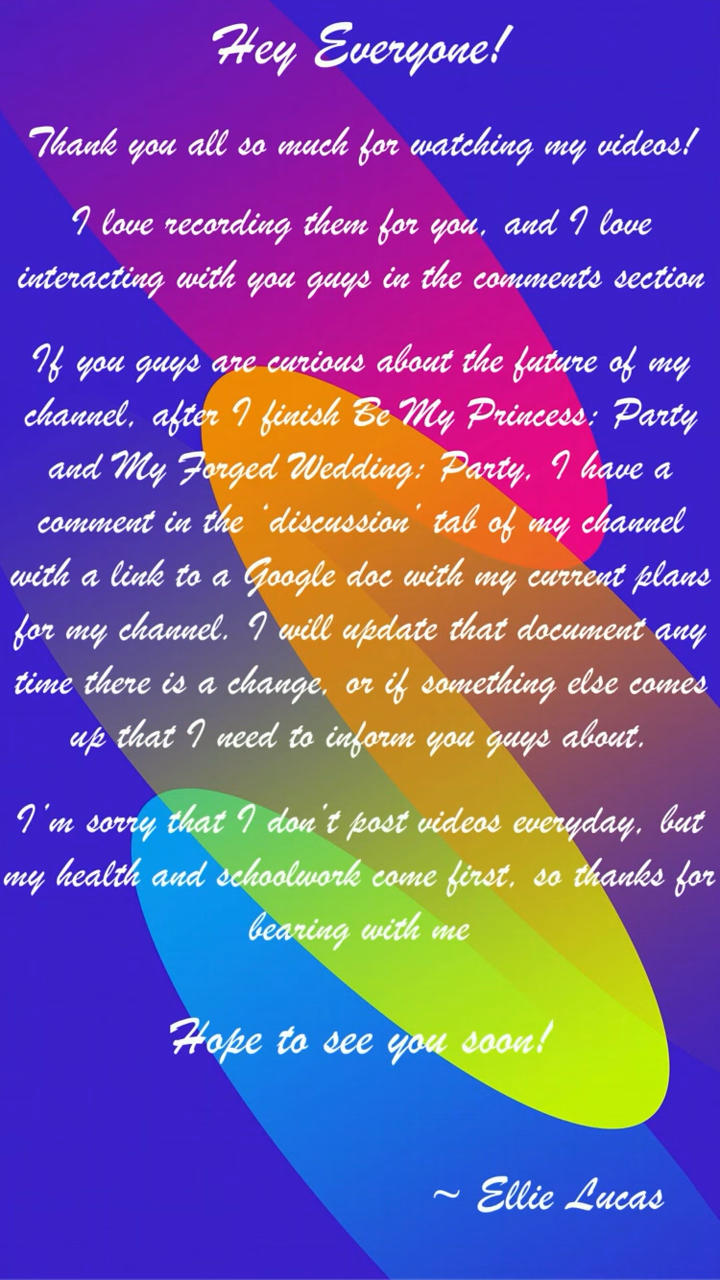 Hey Everyone!
Thank you all so much for watching my videos!
I love recording them for you, and I love
interacting with you guys in the comments section
If you guys are curious about the future of my
channel, after I finish Be My Princess: Party
and My Forged Wedding: Party, I have a
comment in the 'discussion' tab of my channel
with a link to a Google doc with my current plans
for my channel. I will update that document any
time there is a change, or if something else comes
up that I need to inform you guys about.
I'm sorry that I don't post videos everyday, but
my health and schoolwork come first, so thanks for
bearing with me
Hope to see you soon!
~ Ellie Lucas